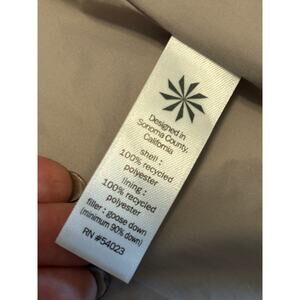 Designed in
Sonoma County,
California
shell :
100% recycled
polyester
lining :
100% recycled
polyester
filler : goose down
(minimum 90% down)
RN #54023